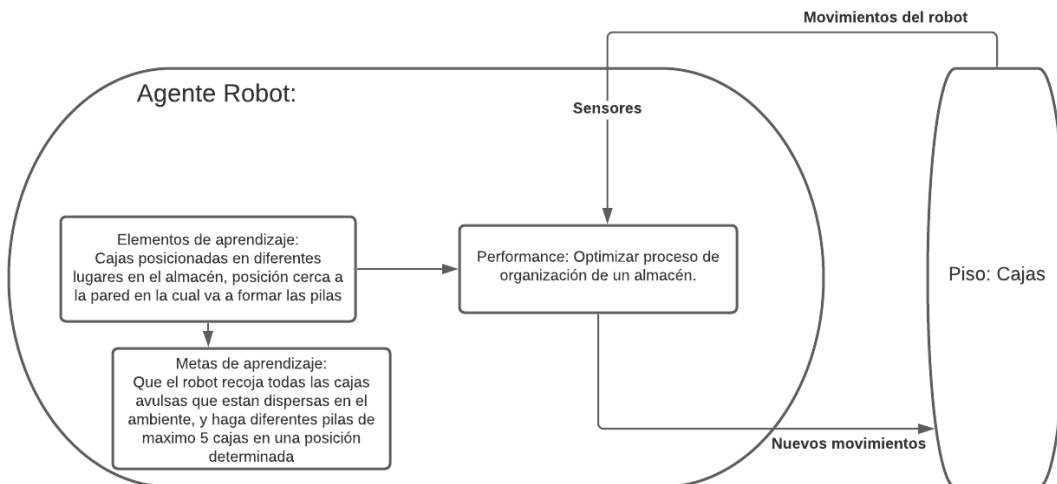 Movimientos del robot
Agente Robot:
Sensores
Elementos de aprendizaje:
Cajas posicionadas en diferentes
lugares en el almacén, posición cerca a
la pared en la cual va a formar las pilas
Performance: Optimizar proceso de
organización de un almacén.
Piso: Cajas
Metas de aprendizaje:
Que el robot recoja todas las cajas
avulsas que estan dispersas en el
ambiente, y haga diferentes pilas de
maximo 5 cajas en una posición
determinada
Nuevos movimientos